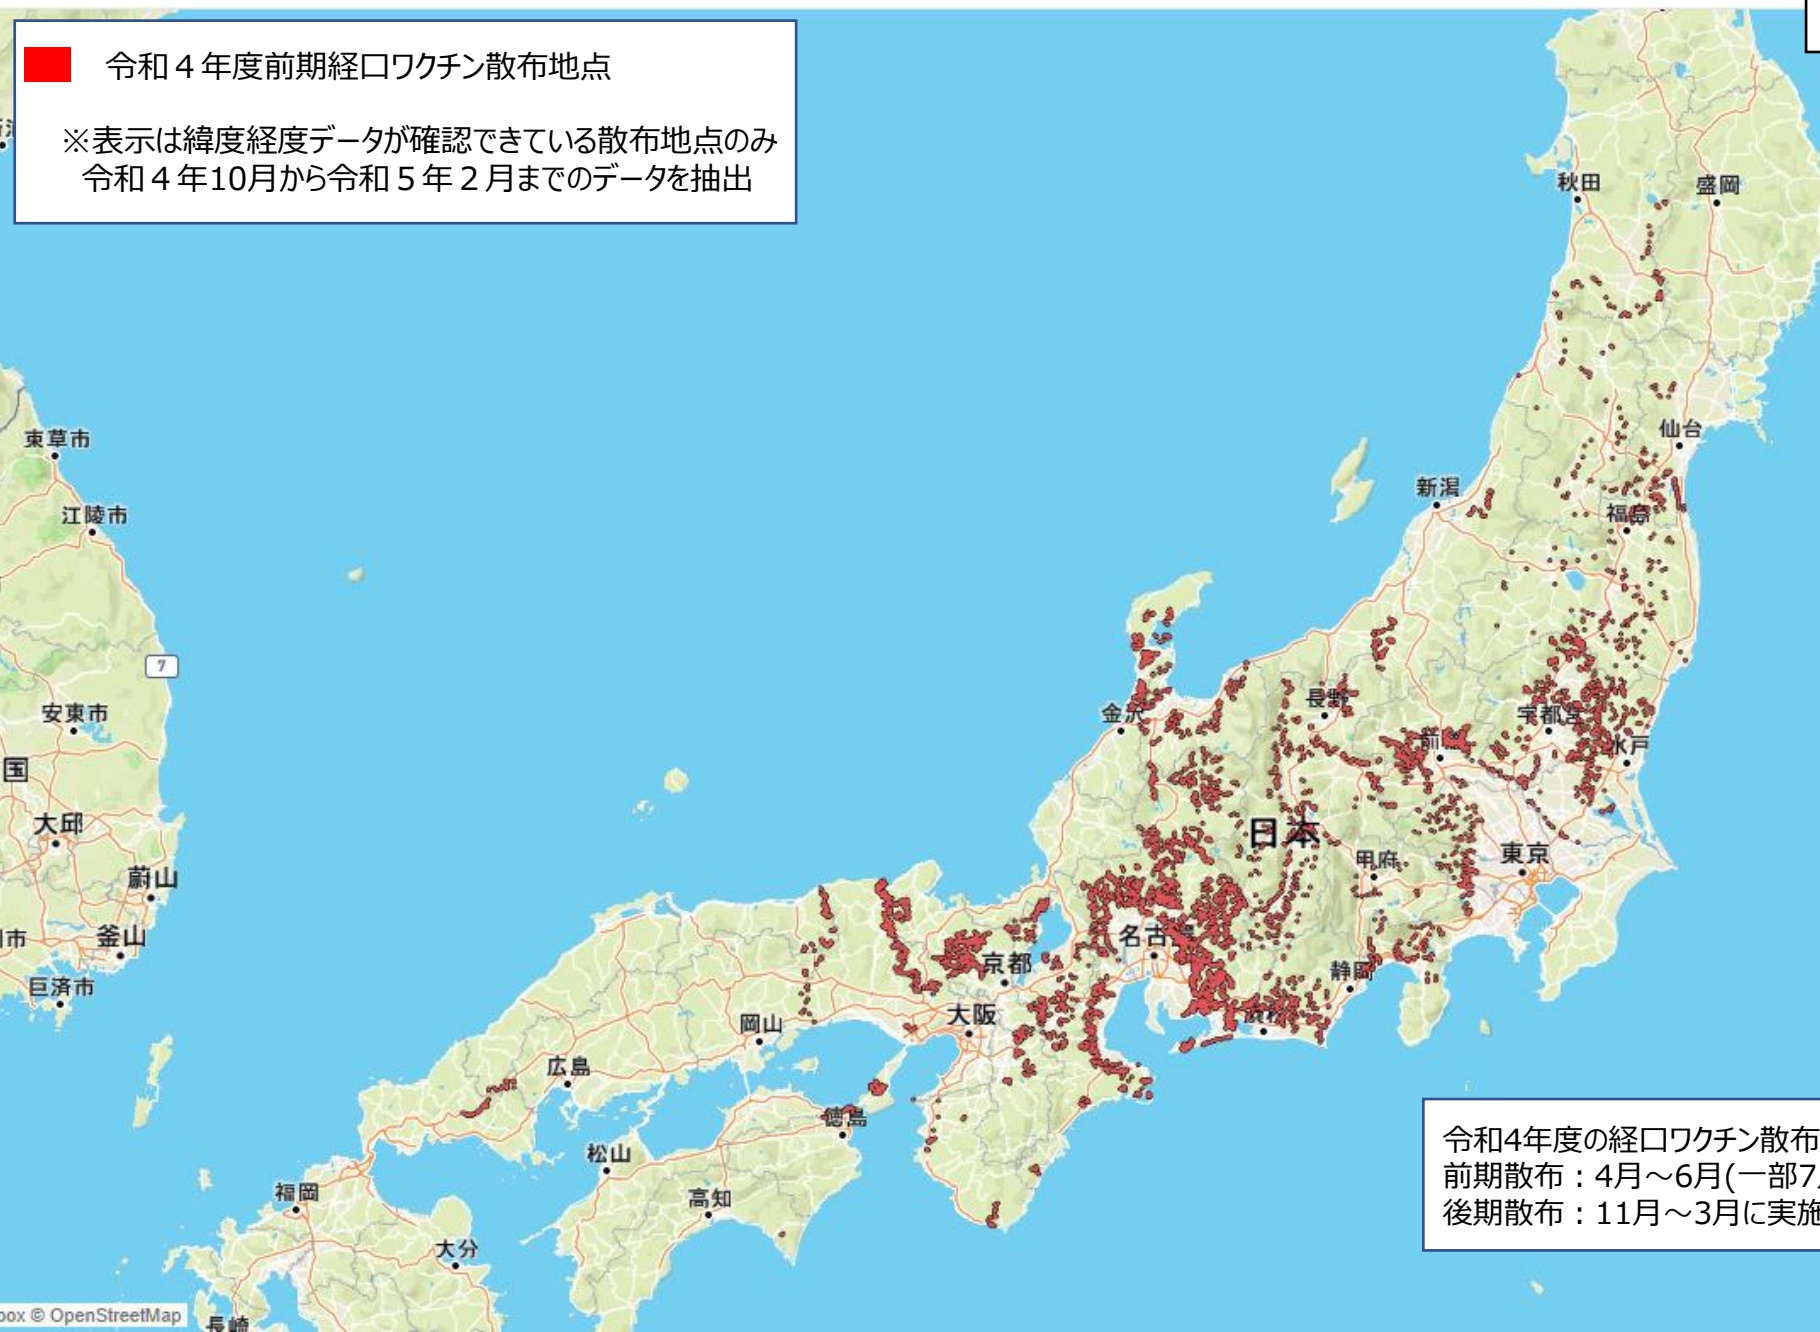 令和４年度前期経口ワクチン散布地点
※表示は緯度経度データが確認できている散布地点のみ
令和４年10月から令和５年２月までのデータを抽出
秋田
盛岡
仙台
束草市
江陵市
新潟
福島
7
安東市
金沢
長野
宇都宮
前橋
水戸
国
大邱
日本
甲府
東京
蔚山
釜山
名古屋
京都
静岡
巨済市
大阪
浜松
岡山
広島
徳島
松山
福岡
高知
大分
長崎
令和4年度の経口ワクチン散布
前期散布：4月～6月(一部7
後期散布：11月～3月に実施
box © OpenStreetMap